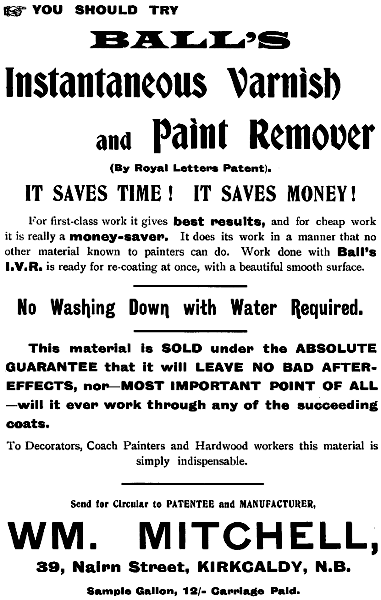 ☞ YOU SHOULD TRY
BALL'S
Instantaneous Varnish
and Paint Remover
(By Royal Letters Patent).
IT SAVES TIME! IT SAVES MONEY!
For first-class work it gives best results, and for cheap work
it is really a money-saver. It does its work in a manner that no
other material known to painters can do. Work done with Ball's
I.V.R. is ready for re-coating at once, with a beautiful smooth surface.
No Washing Down with Water Required.
This material is SOLD under the ABSOLUTE
GUARANTEE that it will LEAVE NO BAD AFTER-
EFFECTS, nor—MOST IMPORTANT POINT OF ALL
—will it ever work through any of the succeeding
coats.
To Decorators, Coach Painters and Hardwood workers this material is
simply indispensable.
Send for Circular to PATENTEE and MANUFACTURER,
WM. MITCHELL,
39, Nairn Street, KIRKCALDY, N.B.
Sample Gallon, 12/- Carriage Paid.